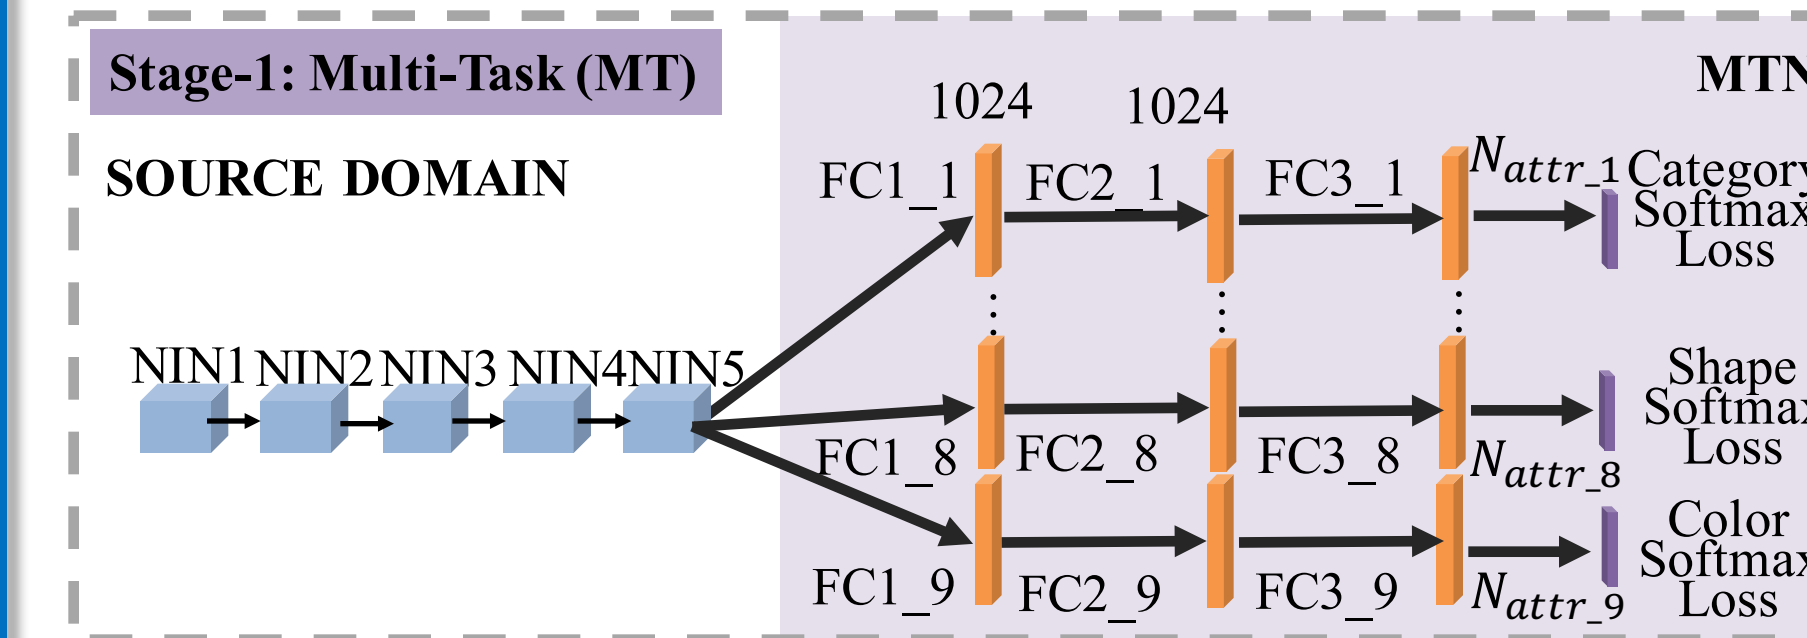 Stage-1: Multi-Task (MT)
MTN
SOURCE DOMAIN
1024
1024
FC1_1
FC2_1
FC3_1
N_attr_1
Category
Softmax
Loss
NIN1
NIN2
NIN3
NIN4
NIN5
FC1_8
FC2_8
FC3_8
N_attr_8
Shape
Softmax
Loss
FC1_9
FC2_9
FC3_9
N_attr_9
Color
Softmax
Loss